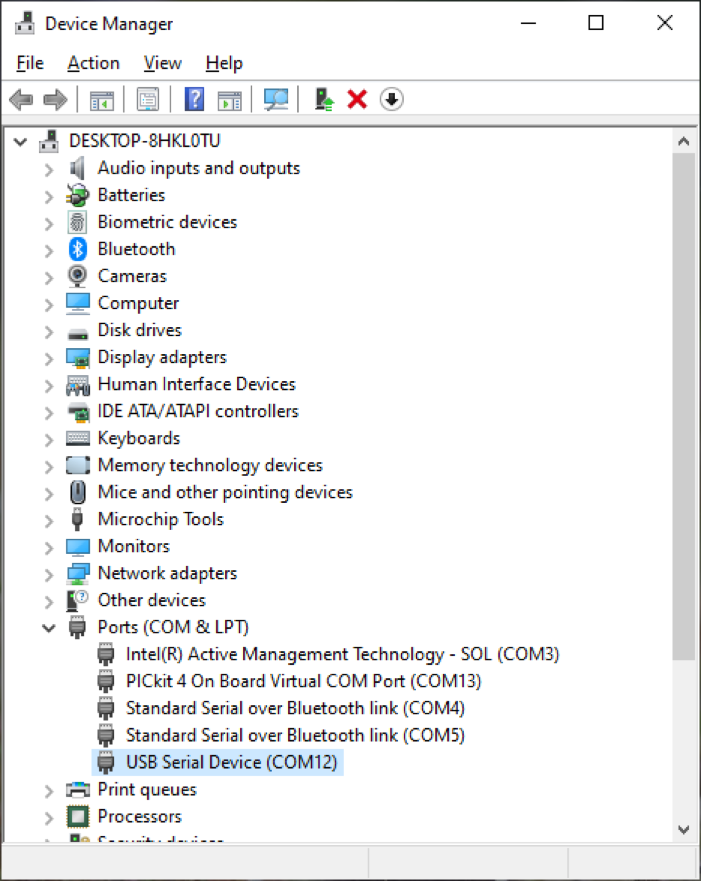 Device Manager
File Action View Help
DESKTOP-8HKL0TU
Audio inputs and outputs
Batteries
Biometric devices
Bluetooth
Cameras
Computer
Disk drives
Display adapters
Human Interface Devices
IDE ATA/ATAPI controllers
Keyboards
Memory technology devices
Mice and other pointing devices
Microchip Tools
Monitors
Network adapters
Other devices
Ports (COM & LPT)
Intel(R) Active Management Technology - SOL (COM3)
PICkit 4 On Board Virtual COM Port (COM13)
Standard Serial over Bluetooth link (COM4)
Standard Serial over Bluetooth link (COM5)
USB Serial Device (COM12)
Print queues
Processors
Security devices